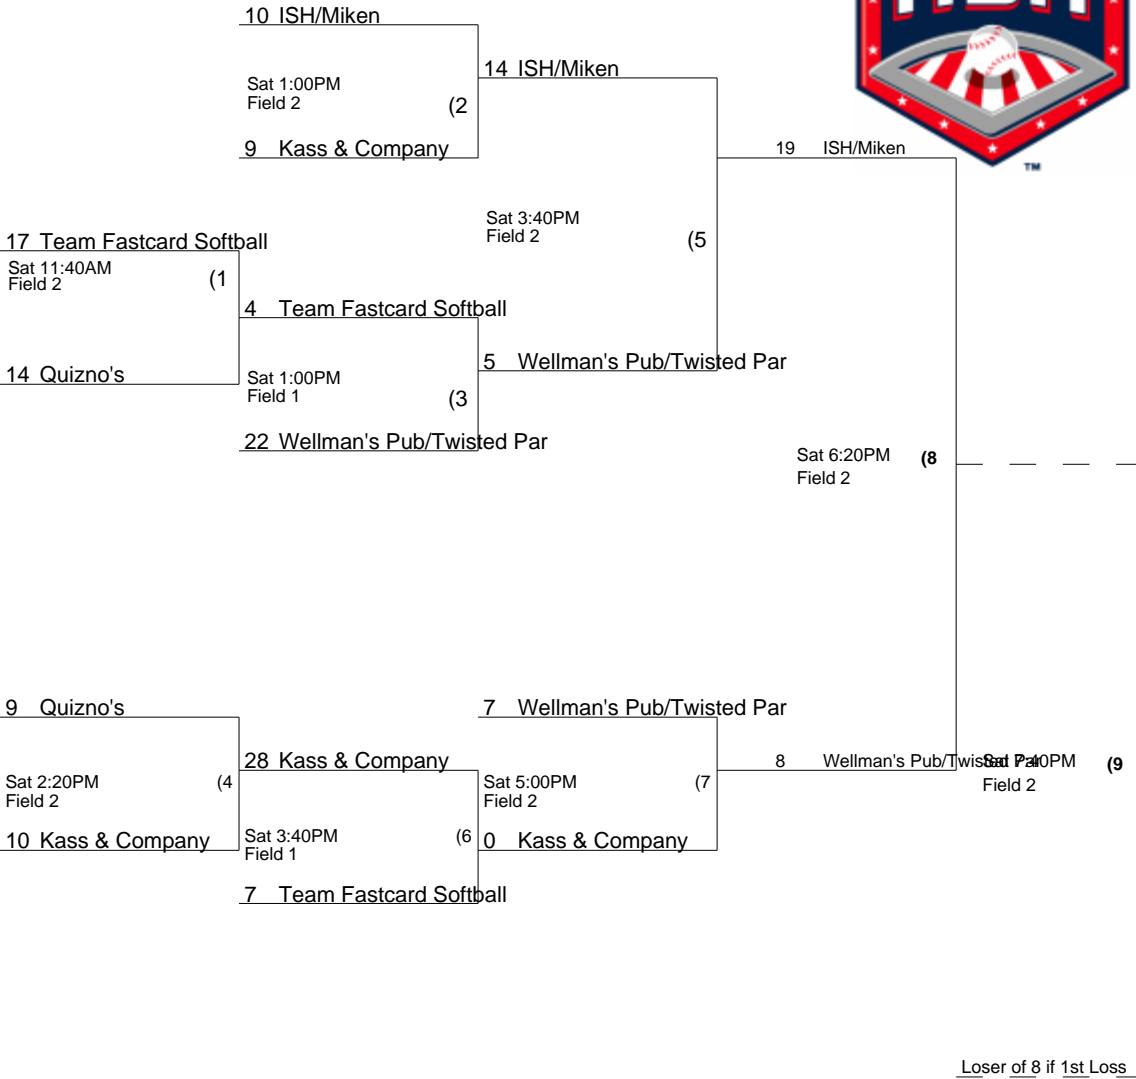 10 ISH/Miken
Sat 1:00PM
Field 2
(2
14 ISH/Miken
9 Kass & Company
19 ISH/Miken
TM
Sat 3:40PM
Field 2
(5
17 Team Fastcard Softball
Sat 11:40AM
Field 2
(1
4 Team Fastcard Softball
14 Quizno's
Sat 1:00PM
Field 1
(3
5 Wellman's Pub/Twisted Par
22 Wellman's Pub/Twisted Par
Sat 6:20PM
Field 2
(8
9 Quizno's
7 Wellman's Pub/Twisted Par
28 Kass & Company
Sat 2:20PM
Field 2
(4
10 Kass & Company
Sat 3:40PM
Field 1
(6
Sat 5:00PM
Field 2
(7
0 Kass & Company
7 Team Fastcard Softball
8 Wellman's Pub/Twisted Par
Sat 7:40PM
Field 2
(9
Loser of 8 if 1st Loss